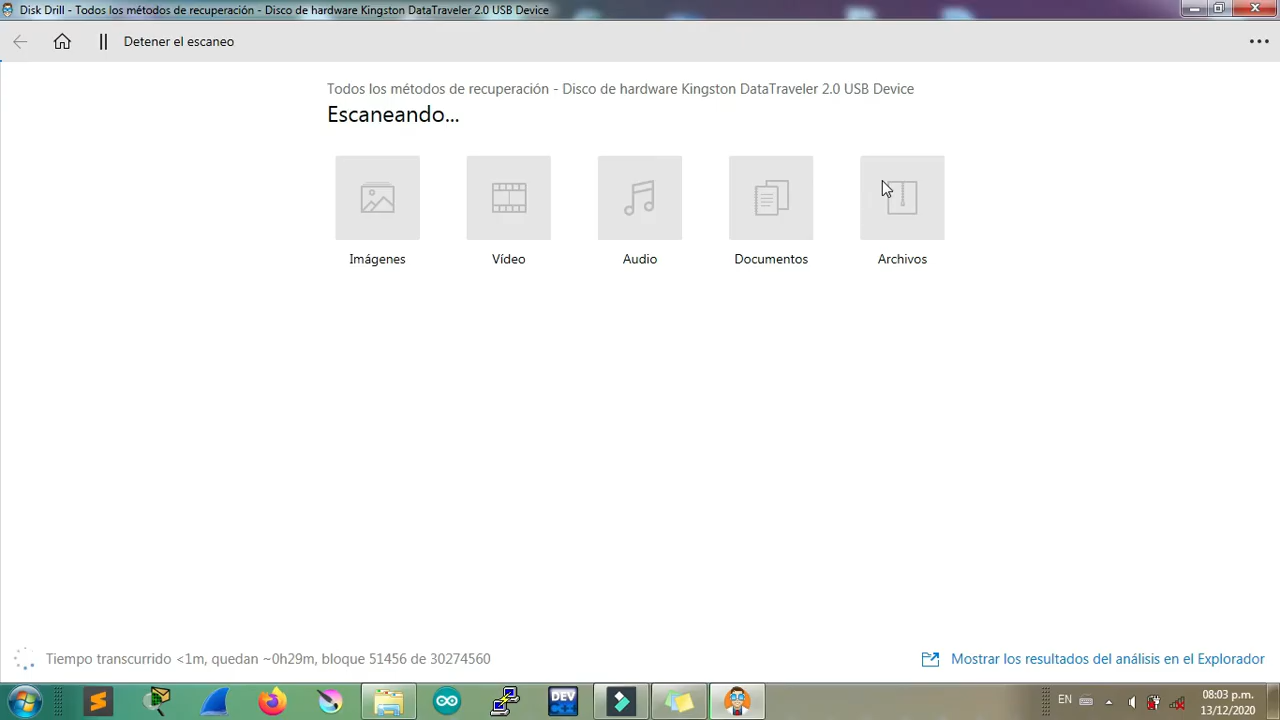 Disk Drill - Todos los métodos de recuperación - Disco de hardware Kingston DataTraveler 2.0 USB Device
Detener el escaneo
Todos los métodos de recuperación - Disco de hardware Kingston DataTraveler 2.0 USB Device
Escaneando...
Imágenes
Vídeo
Audio
Documentos
Archivos
Tiempo transcurrido <1m, quedan ~0h29m, bloque 51456 de 30274560
Mostrar los resultados del análisis en el Explorador
DEV
C++
EN
08:03 p.m.
13/12/2020